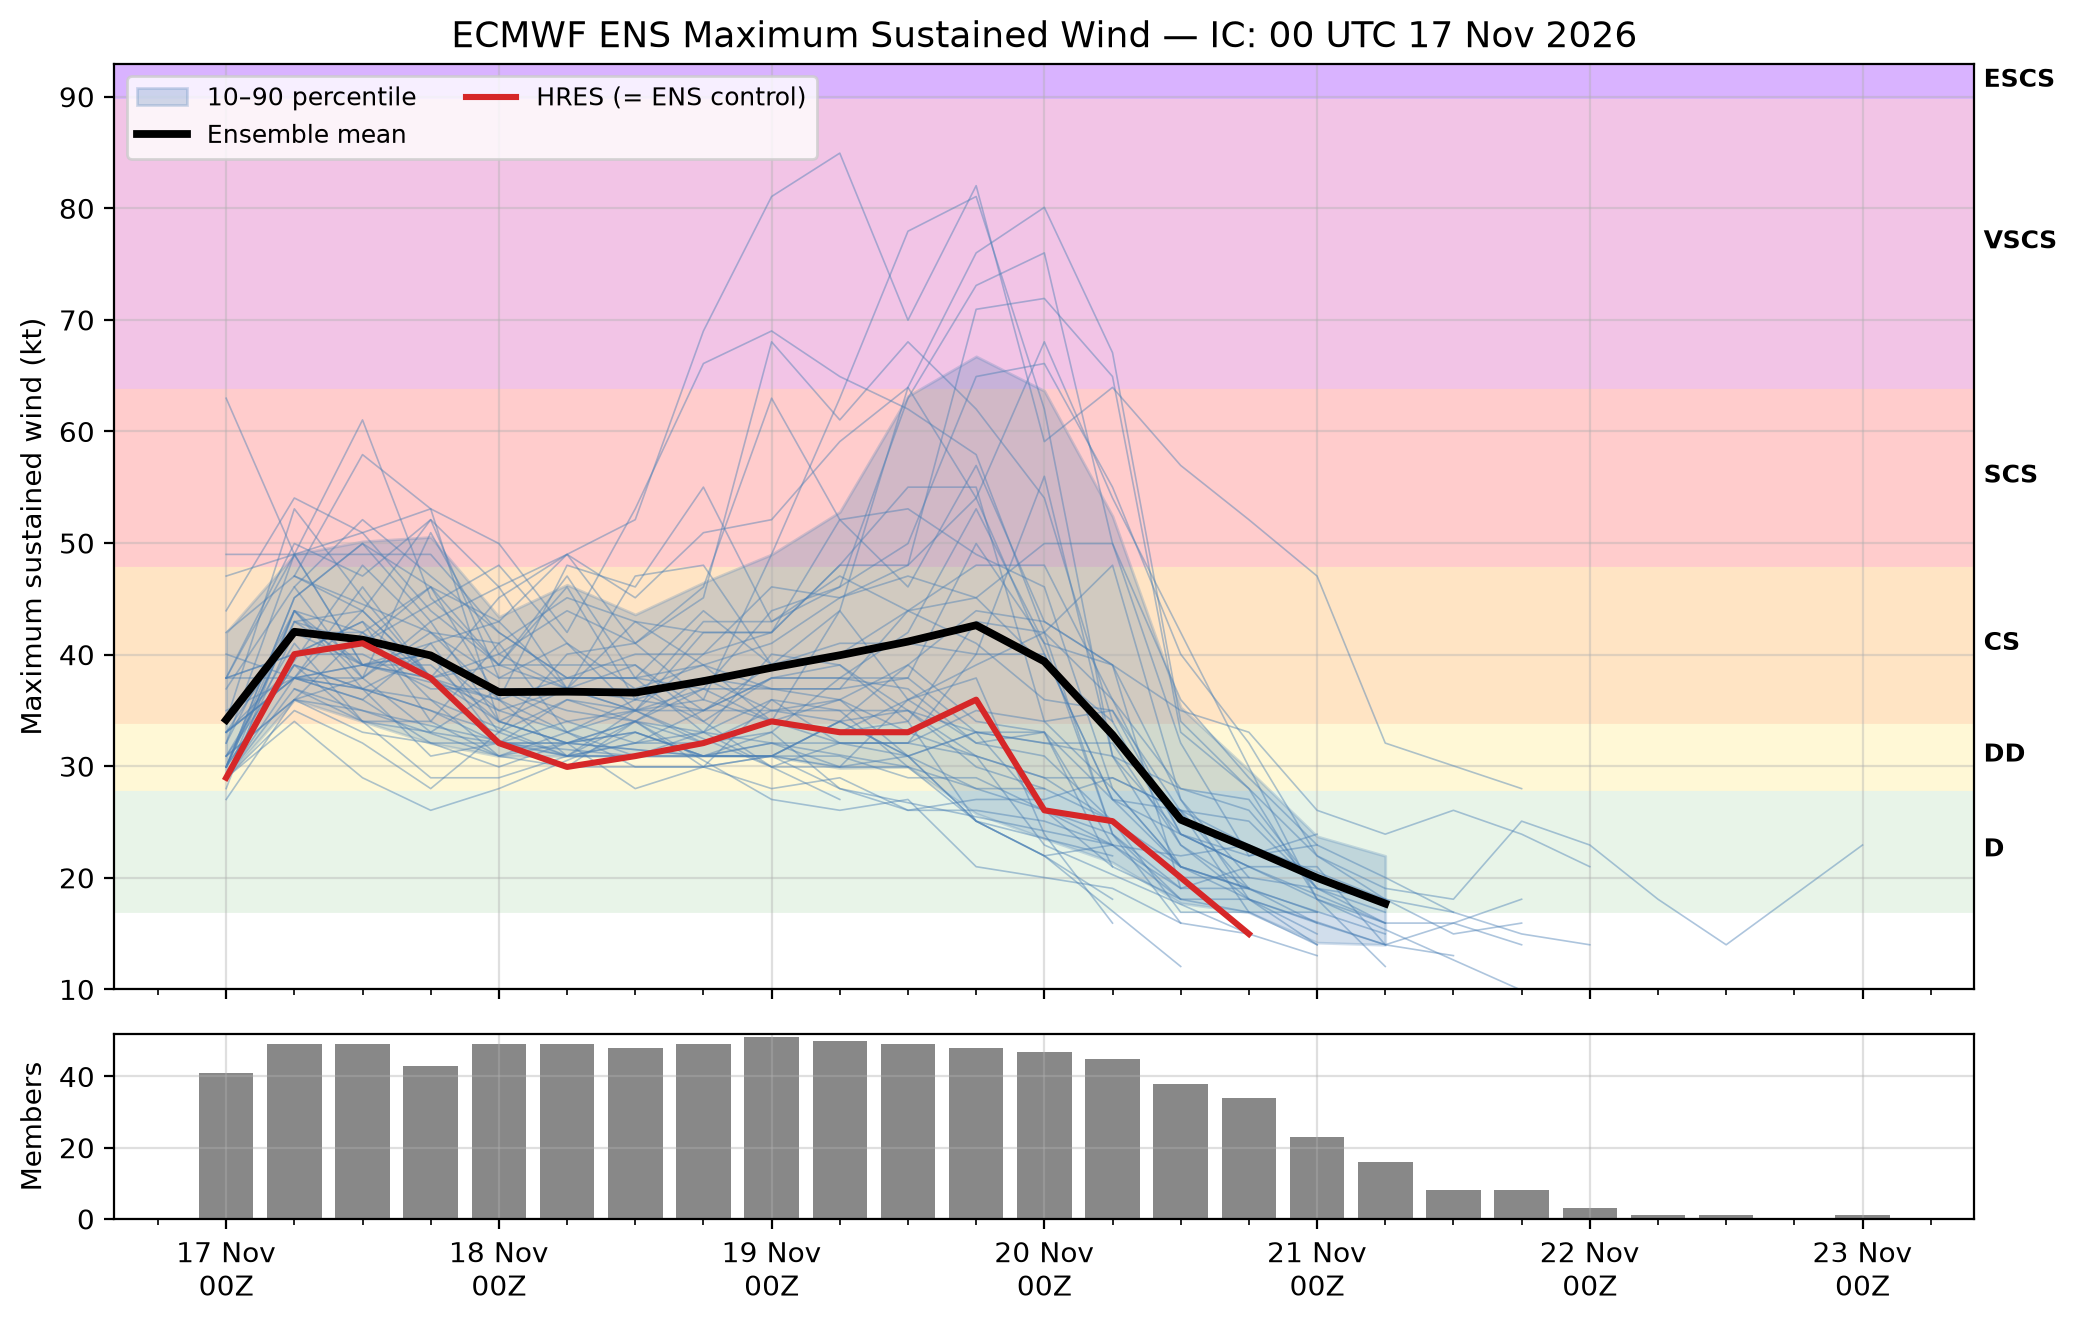 ECMWF ENS Maximum Sustained Wind — IC: 00 UTC 17 Nov 2026
10–90 percentile
HRES (= ENS control)
Ensemble mean
Maximum sustained wind (kt)
90
80
70
60
50
40
30
20
10
ESCS
VSCS
SCS
CS
DD
D
Members
40
20
0
17 Nov
00Z
18 Nov
00Z
19 Nov
00Z
20 Nov
00Z
21 Nov
00Z
22 Nov
00Z
23 Nov
00Z